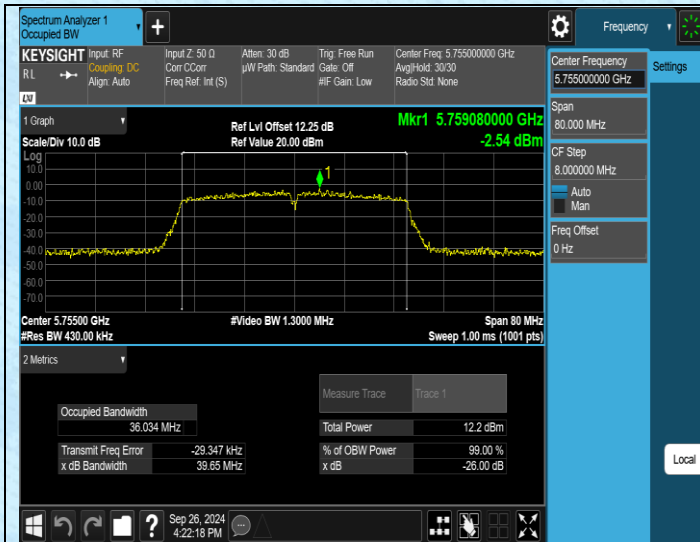 Spectrum Analyzer 1
Occupied BW
+
Frequency
KEYSIGHT
RL
LXI
Input: RF
Coupling: DC
Align: Auto
Input Z: 50 Ω
Corr CCorr
Freq Ref: Int (S)
Atten: 30 dB
µW Path: Standard
Trig: Free Run
Gate: Off
#IF Gain: Low
Center Freq: 5.755000000 GHz
Avg|Hold: 30/30
Radio Std: None
Center Frequency
5.755000000 GHz
Settings
Span
80.000 MHz
CF Step
8.000000 MHz
Auto
Man
Freq Offset
0 Hz
Local
1 Graph
Scale/Div 10.0 dB
Ref Lvl Offset 12.25 dB
Ref Value 20.00 dBm
Mkr1 5.759080000 GHz
-2.54 dBm
Log
10.0
0.00
-10.0
-20.0
-30.0
-40.0
-50.0
-60.0
-70.0
1
Center 5.75500 GHz
#Res BW 430.00 kHz
#Video BW 1.3000 MHz
Span 80 MHz
Sweep 1.00 ms (1001 pts)
2 Metrics
Measure Trace Trace 1
Occupied Bandwidth
36.034 MHz
Total Power 12.2 dBm
Transmit Freq Error -29.347 kHz
% of OBW Power 99.00 %
x dB Bandwidth 39.65 MHz
x dB -26.00 dB
?
Sep 26, 2024
4:22:18 PM